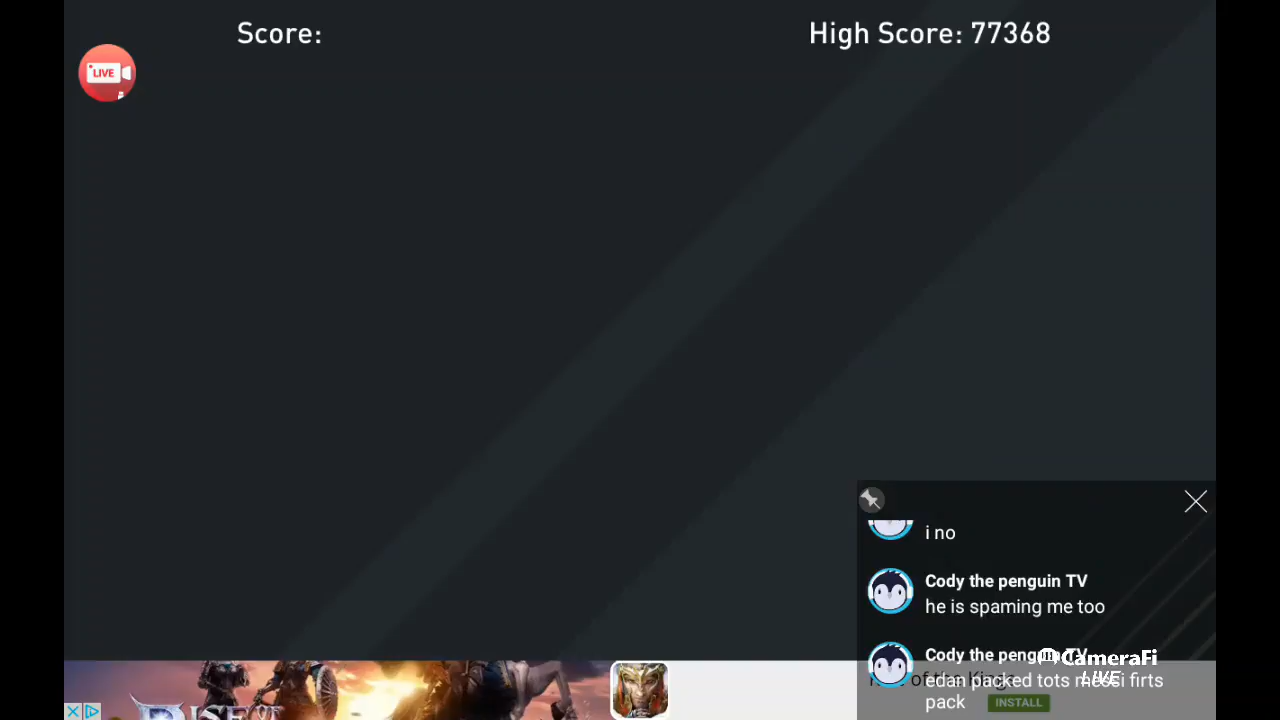 Score:
High Score: 77368
LIVE
i no
Cody the penguin TV
he is spaming me too
Cody the penguin TV
CameraFi
LIVE
edan packed tots messi firts
pack
INSTALL